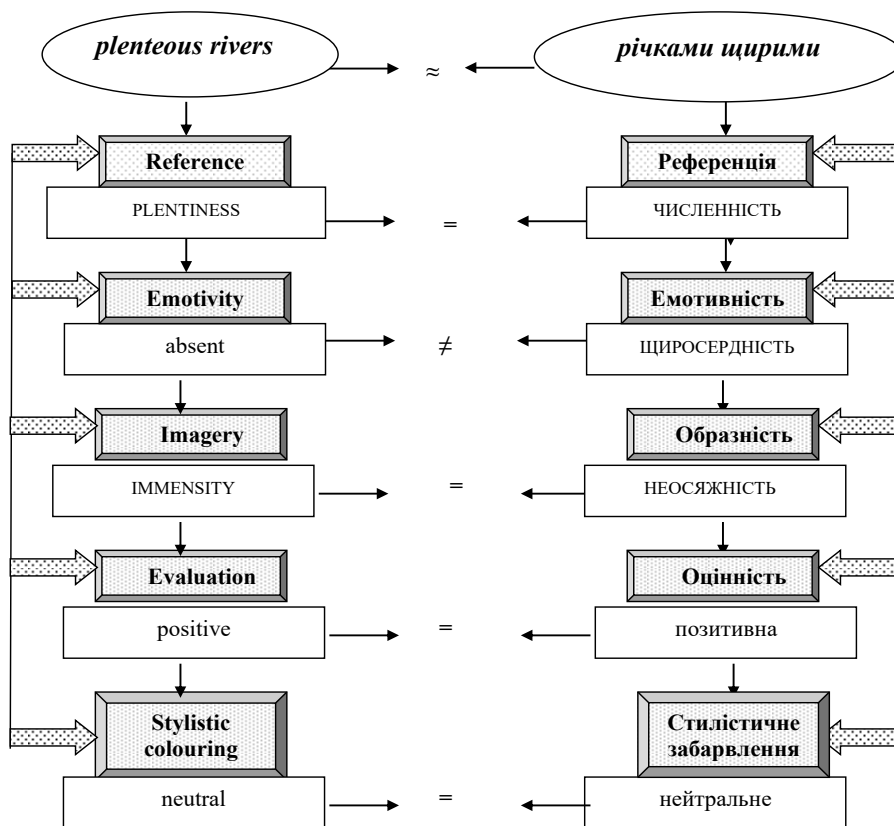 plenteous rivers ≈ річками щирими
Reference Референція
PLENTINESS = ЧИСЛЕННІСТЬ
Emotivity Емотивність
absent ≠ ЩИРОСЕРДНІСТЬ
Imagery Образність
IMMENSITY = НЕОСЯЖНІСТЬ
Evaluation Оцінність
positive = позитивна
Stylistic Стилістичне
colouring забарвлення
neutral = нейтральне